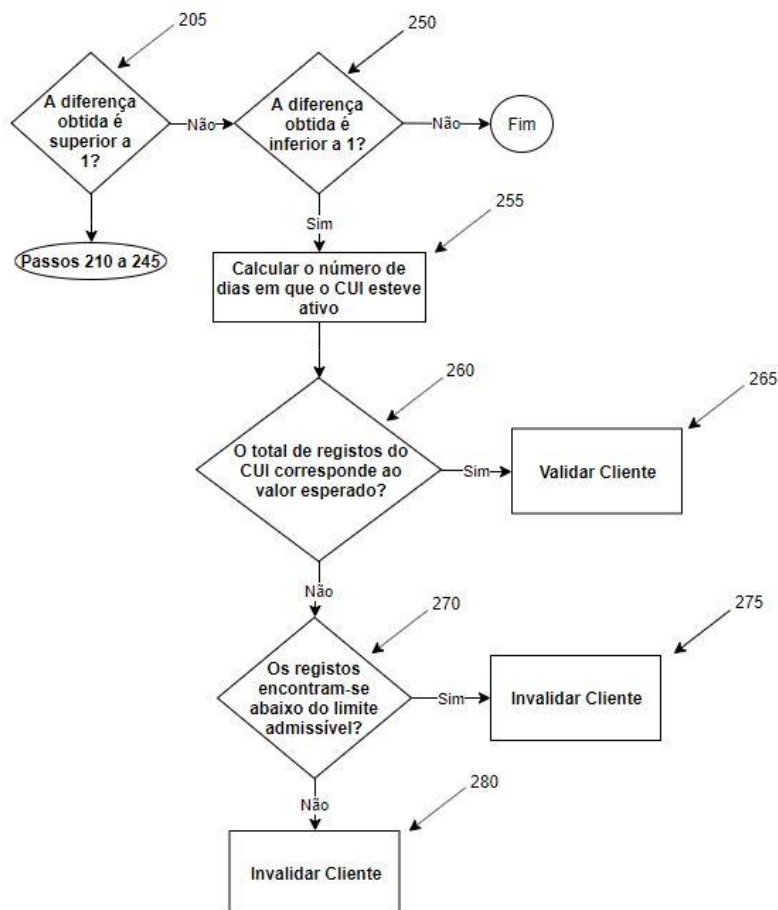 205
250
A diferença
obtida é
superior a
1?
Não
A diferença
obtida é
inferior a 1?
Não
Fim
Sim
Passos 210 a 245
255
Calcular o número de
dias em que o CUI esteve
ativo
260
265
O total de registos do
CUI corresponde ao
valor esperado?
Sim
Validar Cliente
Não
270
275
Os registos
encontram-se
abaixo do limite
admissível?
Sim
Invalidar Cliente
Não
280
Invalidar Cliente